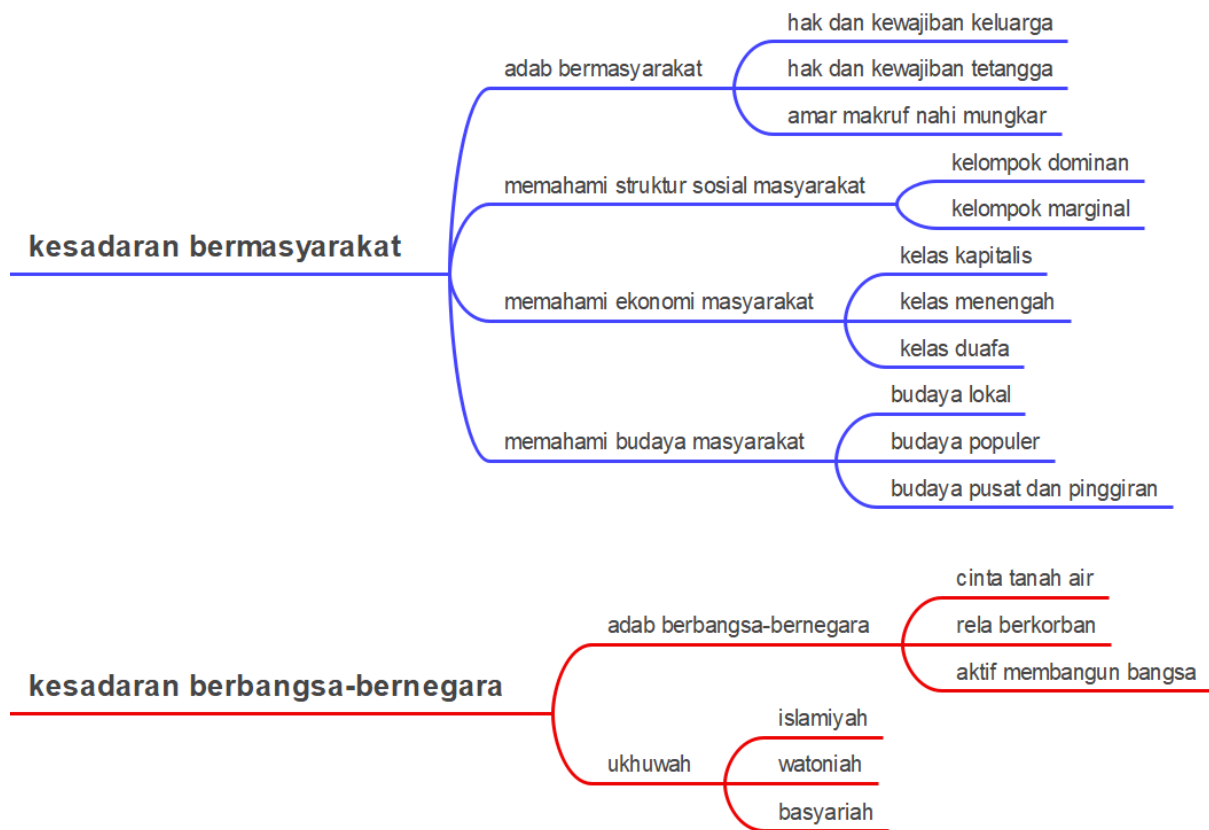 kesadaran bermasyarakat
adab bermasyarakat
hak dan kewajiban keluarga
hak dan kewajiban tetangga
amar makruf nahi mungkar
memahami struktur sosial masyarakat
kelompok dominan
kelompok marginal
memahami ekonomi masyarakat
kelas kapitalis
kelas menengah
kelas duafa
memahami budaya masyarakat
budaya lokal
budaya populer
budaya pusat dan pinggiran
kesadaran berbangsa-bernegara
adab berbangsa-bernegara
cinta tanah air
rela berkorban
aktif membangun bangsa
ukhuwah
islamiyah
watoniah
basyariah